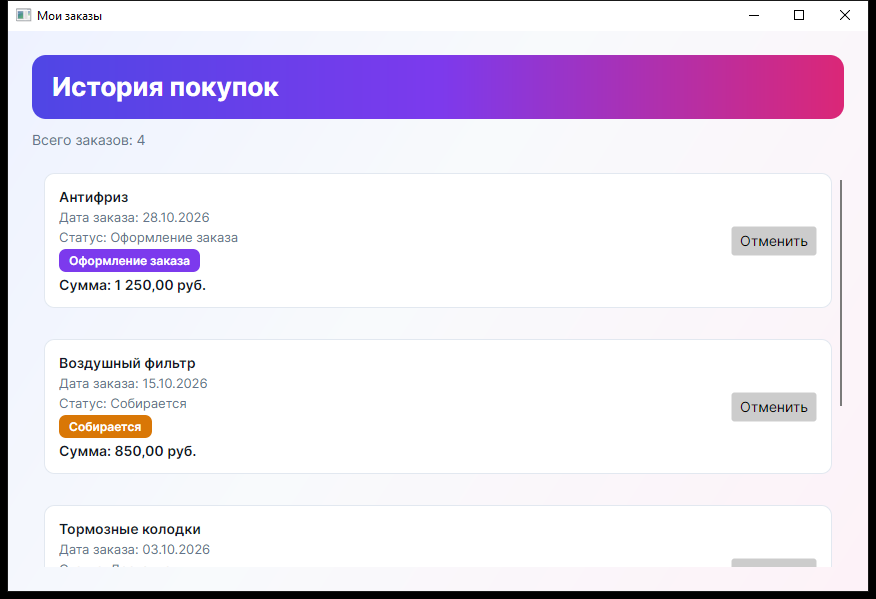 Мои заказы
История покупок
Всего заказов: 4
Антифриз
Дата заказа: 28.10.2026
Статус: Оформление заказа
Оформление заказа
Сумма: 1 250,00 руб.
Отменить
Воздушный фильтр
Дата заказа: 15.10.2026
Статус: Собирается
Собирается
Сумма: 850,00 руб.
Отменить
Тормозные колодки
Дата заказа: 03.10.2026